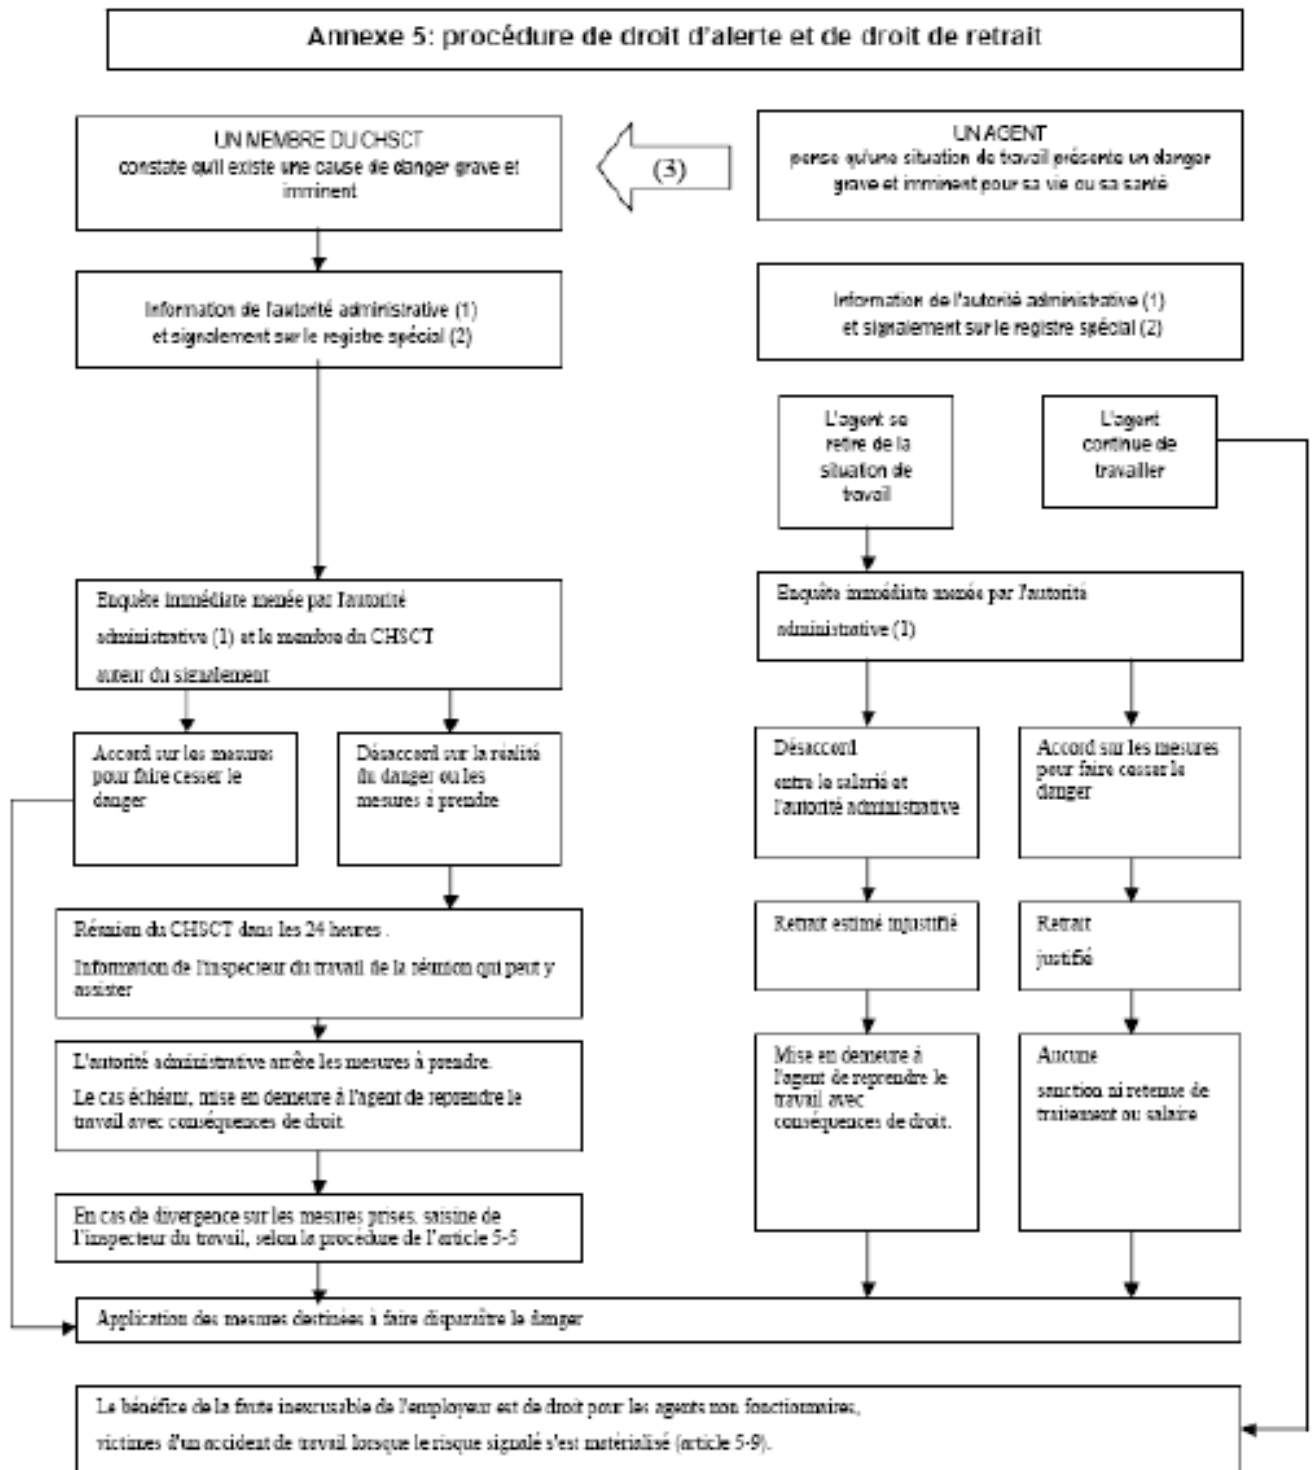 Annexe 5: procédure de droit d'alerte et de droit de retrait
UN MEMBRE DU CHSCT
constate qu'il existe une cause de danger grave et
imminent
(3)
UN AGENT
pense qu'une situation de travail présente un danger
grave et imminent pour sa vie ou sa santé
Information de l'autorité administrative (1)
et signalement sur le registre spécial (2)
Information de l'autorité administrative (1)
et signalement sur le registre spécial (2)
L'agent se
retire de la
situation de
travail
L'agent
continue de
travailler
Enquête immédiate menée par l'autorité
administrative (1) et le membre du CHSCT
auteur du signalement
Enquête immédiate menée par l'autorité
administrative (1)
Accord sur les mesures
pour faire cesser le
danger
Désaccord sur la réalité
du danger ou les
mesures à prendre
Désaccord
entre le salarié et
l'autorité administrative
Accord sur les mesures
pour faire cesser le
danger
Réunion du CHSCT dans les 24 heures .
Information de l'inspecteur du travail de la réunion qui peut y
assister
Retrait estimé injustifié
Retrait
justifié
L'autorité administrative arrête les mesures à prendre.
Le cas échéant, mise en demeure à l'agent de reprendre le
travail avec conséquences de droit.
Mise en demeure à
l'agent de reprendre le
travail avec
conséquences de droit.
Aucune
sanction ni retenue de
traitement ou salaire
En cas de divergence sur les mesures prises, saisine de
l'inspecteur du travail, selon la procédure de l'article 5-5
Application des mesures destinées à faire disparaître le danger
Le bénéfice de la faute inexcusable de l'employeur est de droit pour les agents non fonctionnaires,
victimes d'un accident de travail lorsque le risque signalé s'est matérialisé (article 5-9).